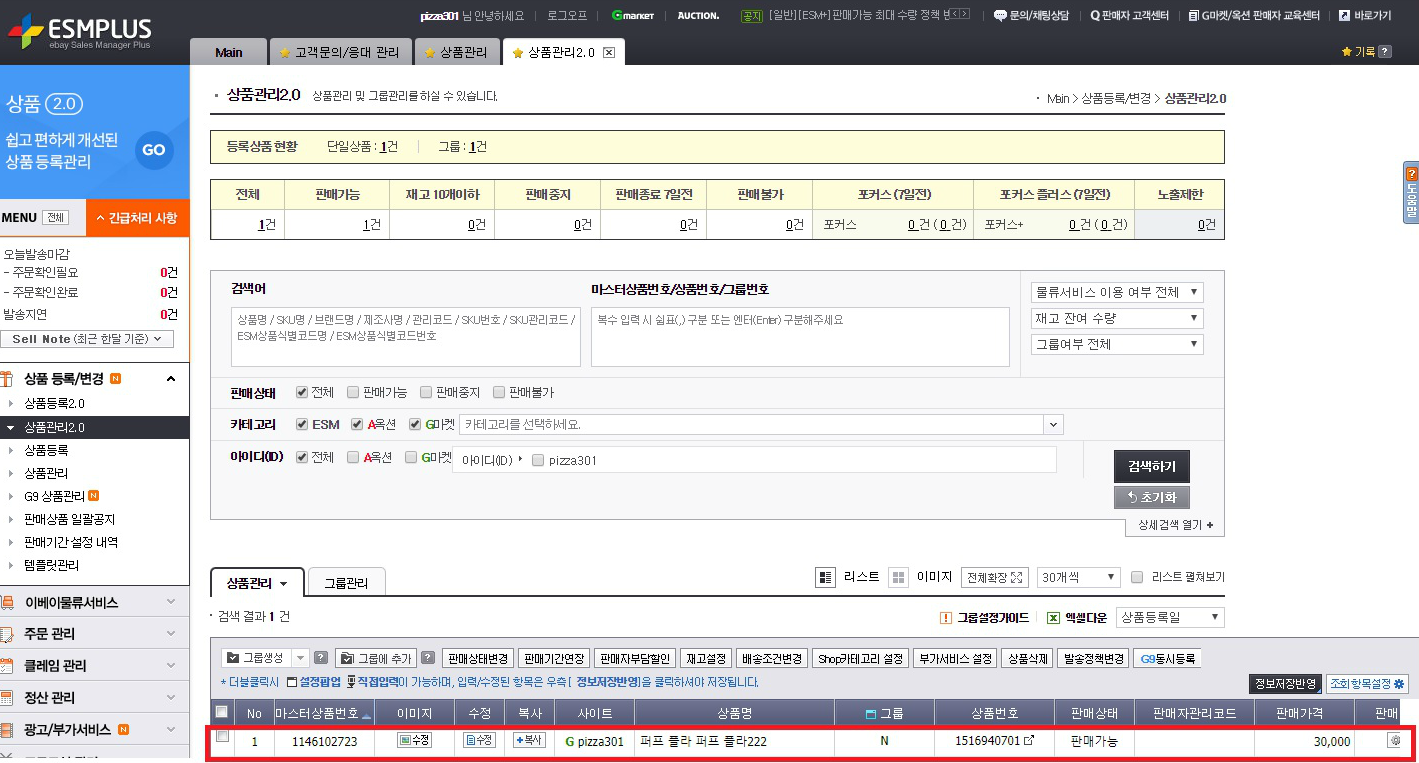 ESMPLUS
ebay Sales Manager Plus
pizza301 님 안녕하세요 로그오프 Gmarket AUCTION. 공지 [일반][ESM+]판매가능 최대 수량 정책 문의/채팅상담 판매자 고객센터 G마켓/옥션 판매자 교육센터 바로가기
Main 고객문의/응대 관리 상품관리 상품관리2.0 기록 ?
상품 2.0
쉽고 편하게 개선된
상품 등록관리
GO
MENU 전체 긴급처리 사항
오늘발송마감
- 주문확인필요 0건
- 주문확인완료 0건
발송지연 0건
Sell Note (최근 한달 기준)
상품 등록/변경 N
상품등록2.0
상품관리2.0
상품등록
상품관리
G9 상품관리 N
판매상품 일괄공지
판매기간 설정 내역
템플릿관리
이베이물류서비스
주문 관리
클레임 관리
정산 관리
광고/부가서비스 N
· 상품관리2.0 상품관리 및 그룹관리를 하실 수 있습니다.
· Main > 상품등록/변경 > 상품관리2.0
등록상품 현황 단일상품 : 1건 그룹 : 1건
전체 판매가능 재고 10개이하 판매중지 판매종료 7일전 판매불가 포커스 (7일전) 포커스 플러스 (7일전) 노출제한
1건 1건 0건 0건 0건 0건 포커스 0 건 ( 0 건) 포커스+ 0 건 ( 0 건) 0건
? 도움말
검색어 마스터상품번호/상품번호/그룹번호
상품명 / SKU명 / 브랜드명 / 제조사명 / 관리코드 / SKU번호 / SKU관리코드 /
ESM상품식별코드명 / ESM상품식별코드번호
복수 입력 시 쉼표(,) 구분 또는 엔터(Enter) 구분해주세요
물류서비스 이용 여부 전체
재고 잔여 수량
그룹여부 전체
판매상태 전체 판매가능 판매중지 판매불가
카테고리 ESM A옥션 G마켓 카테고리를 선택하세요.
아이디(ID) 전체 A옥션 G마켓 아이디(ID) pizza301
검색하기
초기화
상세검색 열기 +
상품관리 그룹관리 리스트 이미지 전체확장 30개씩 리스트 펼쳐보기
· 검색 결과 1 건 그룹설정가이드 엑셀다운 상품등록일
그룹생성 ? 그룹에 추가 ? 판매상태변경 판매기간연장 판매자부담할인 재고설정 배송조건변경 Shop카테고리 설정 부가서비스 설정 상품삭제 발송정책변경 G9동시등록
* 더블클릭시 설정팝업 직접입력이 가능하며, 입력/수정된 항목은 우측 [ 정보저장반영]을 클릭하셔야 저장됩니다.
정보저장반영 조회항목설정
No 마스터상품번호 이미지 수정 복사 사이트 상품명 그룹 상품번호 판매상태 판매자관리코드 판매가격 판매
1 1146102723 수정 수정 +복사 G pizza301 퍼프 플라 퍼프 플라222 N 1516940701 판매가능 30,000